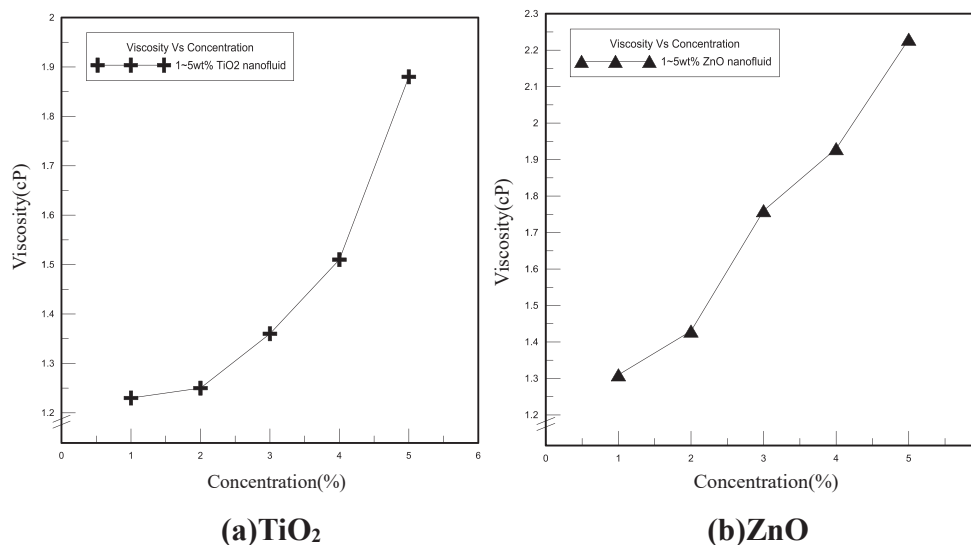 2
1.9
1.8
1.7
1.6
1.5
1.4
1.3
1.2
Viscosity(cP)
Viscosity Vs Concentration
1~5wt% TiO2 nanofluid
0 1 2 3 4 5 6
Concentration(%)
(a)TiO₂
2.3
2.2
2.1
2
1.9
1.8
1.7
1.6
1.5
1.4
1.3
1.2
Viscosity(cP)
Viscosity Vs Concentration
1~5wt% ZnO nanofluid
0 1 2 3 4 5
Concentration(%)
(b)ZnO